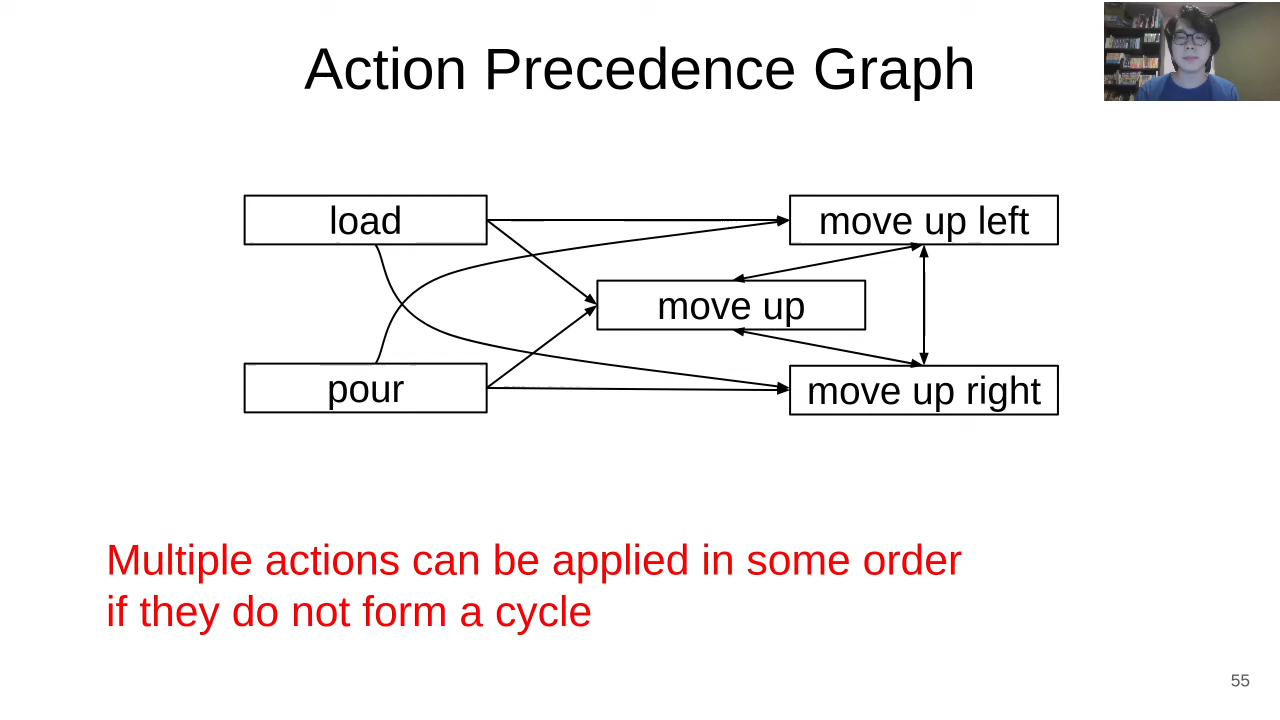 Action Precedence Graph
load
move up left
move up
pour
move up right
Multiple actions can be applied in some order
if they do not form a cycle
55